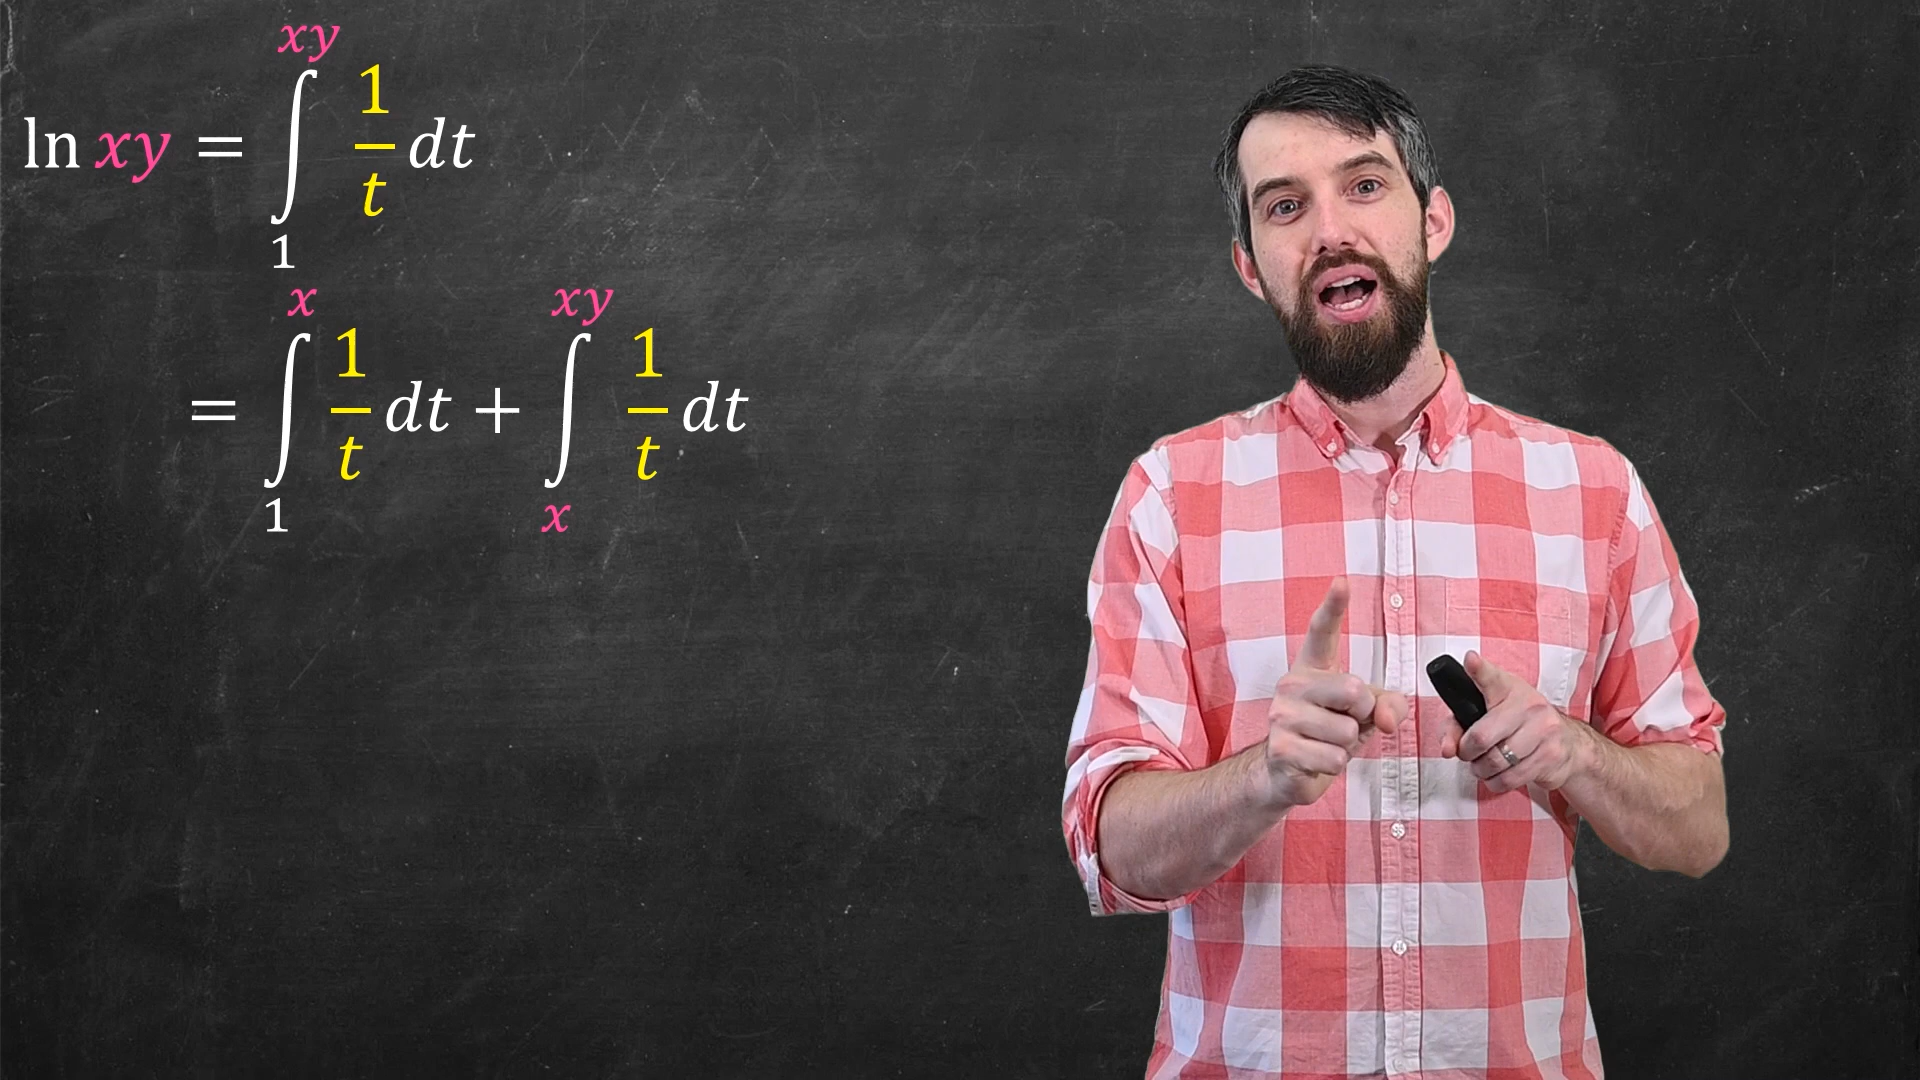 ln xy = ∫₁^{xy} 1/t dt
= ∫₁^{x} 1/t dt + ∫ₓ^{xy} 1/t dt